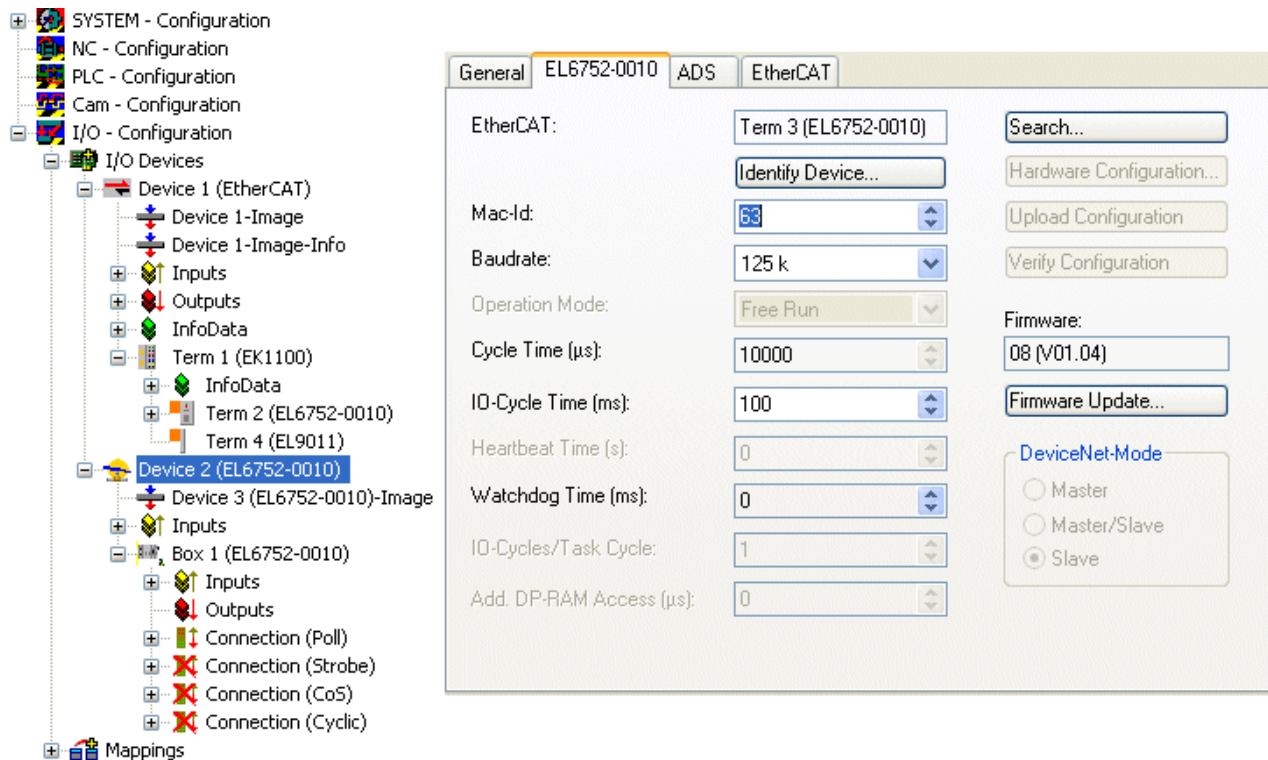 SYSTEM - Configuration
NC - Configuration
PLC - Configuration
Cam - Configuration
I/O - Configuration
I/O Devices
Device 1 (EtherCAT)
Device 1-Image
Device 1-Image-Info
Inputs
Outputs
InfoData
Term 1 (EK1100)
InfoData
Term 2 (EL6752-0010)
Term 4 (EL9011)
Device 2 (EL6752-0010)
Device 3 (EL6752-0010)-Image
Inputs
Box 1 (EL6752-0010)
Inputs
Outputs
Connection (Poll)
Connection (Strobe)
Connection (CoS)
Connection (Cyclic)
Mappings
General EL6752-0010 ADS EtherCAT
EtherCAT: Term 3 (EL6752-0010) Search...
Identify Device... Hardware Configuration...
Mac-Id: 63 Upload Configuration
Baudrate: 125 k Verify Configuration
Operation Mode: Free Run
Firmware:
Cycle Time (µs): 10000 08 (V01.04)
IO-Cycle Time (ms): 100 Firmware Update...
Heartbeat Time (s): 0 DeviceNet-Mode
Master
Watchdog Time (ms): 0
Master/Slave
IO-Cycles/Task Cycle: 1 Slave
Add. DP-RAM Access (µs): 0